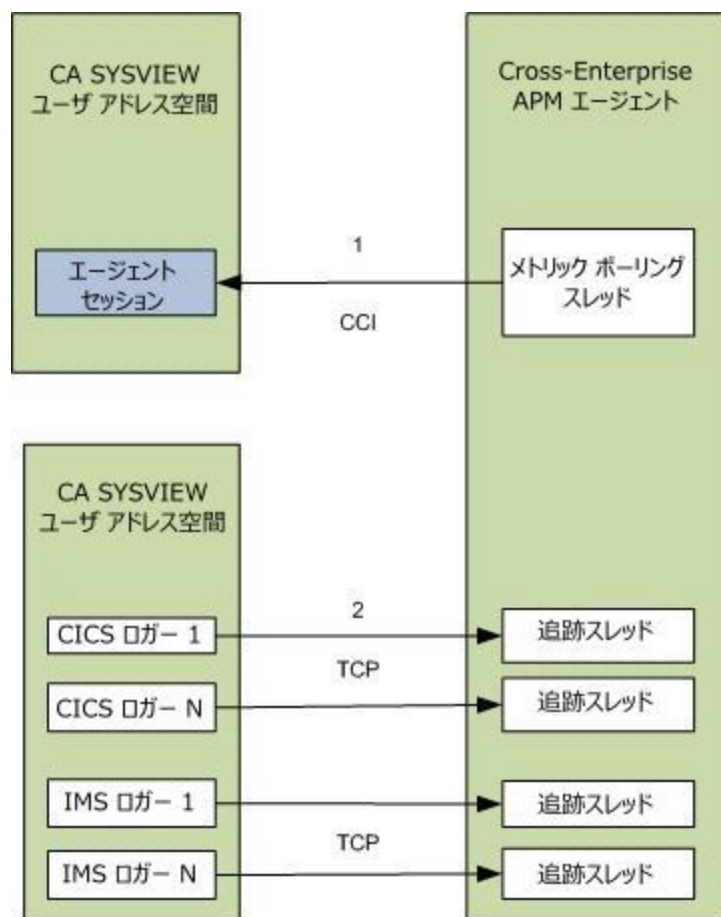 CA SYSVIEW
ユーザ アドレス空間
エージェント
セッション
1
CCI
Cross-Enterprise
APM エージェント
メトリック ポーリング
スレッド
CA SYSVIEW
ユーザ アドレス空間
CICS ロガー 1
2
追跡スレッド
TCP
CICS ロガー N
追跡スレッド
IMS ロガー 1
追跡スレッド
TCP
IMS ロガー N
追跡スレッド